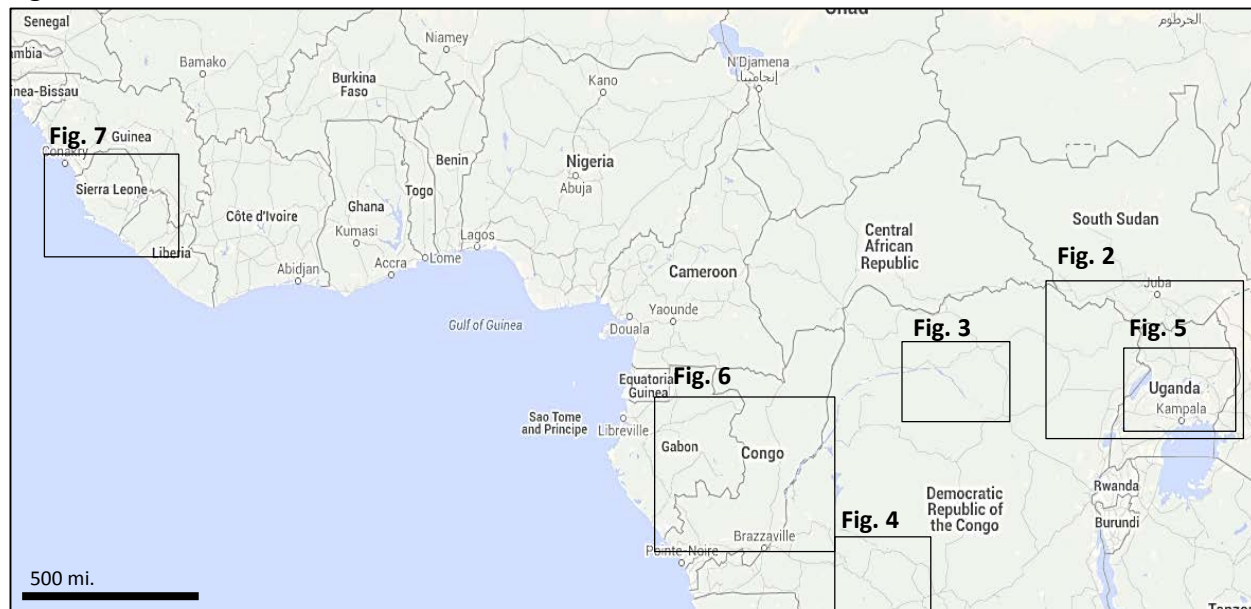 Senegal
Chad
الخرطوم
Niamey
N'Djamena
إنجامينا
Bamako
Burkina
Faso
Kano
inea-Bissau
Fig. 7
Guinea
Conakry
Sierra Leone
Benin
Nigeria
Abuja
Togo
Ghana
Kumasi
Côte d'Ivoire
Liberia
Lagos
Lome
Accra
Abidjan
South Sudan
Central
African
Republic
Fig. 2
Juba
Cameroon
Yaounde
Douala
Gulf of Guinea
Fig. 3
Fig. 5
Uganda
Kampala
Equatorial
Guinea
Fig. 6
Sao Tome
and Principe
Libreville
Gabon
Congo
Rwanda
Burundi
Democratic
Republic of
the Congo
Fig. 4
Brazzaville
Pointe-Noire
500 mi.